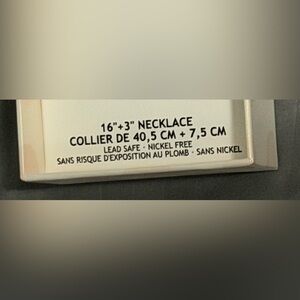 16"+3" NECKLACE
COLLIER DE 40,5 CM + 7,5 CM
LEAD SAFE · NICKEL FREE
SANS RISQUE D'EXPOSITION AU PLOMB · SANS NICKEL